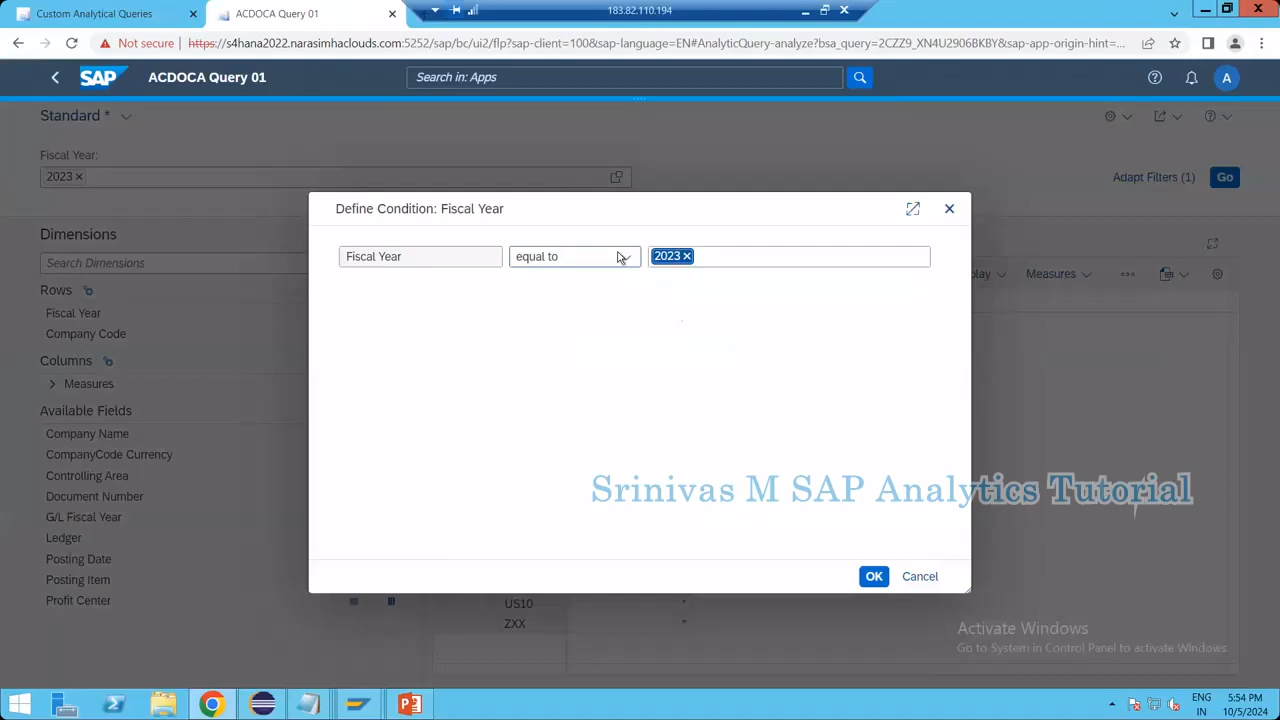 Custom Analytical Queries
ACDOCA Query 01
183.82.110.194
Not secure
https://s4hana2022.narasimhaclouds.com:5252/sap/bc/ui2/flp?sap-client=100&sap-language=EN#AnalyticQuery-analyze?bsa_query=2CZZ9_XN4U2906BKBY&sap-app-origin-hint=...
SAP
ACDOCA Query 01
Search in: Apps
A
Standard *
Fiscal Year:
2023
Adapt Filters (1)
Go
Define Condition: Fiscal Year
Dimensions
Search Dimensions
Fiscal Year
equal to
2023
Rows
Measures
Fiscal Year
Company Code
Columns
Measures
Available Fields
Company Name
CompanyCode Currency
Controlling Area
Document Number
G/L Fiscal Year
Ledger
Posting Date
Posting Item
Profit Center
Srinivas M SAP Analytics Tutorial
OK
Cancel
US10
ZXX
Activate Windows
Go to System in Control Panel to activate Windows.
ENG
IN
5:54 PM
10/5/2024